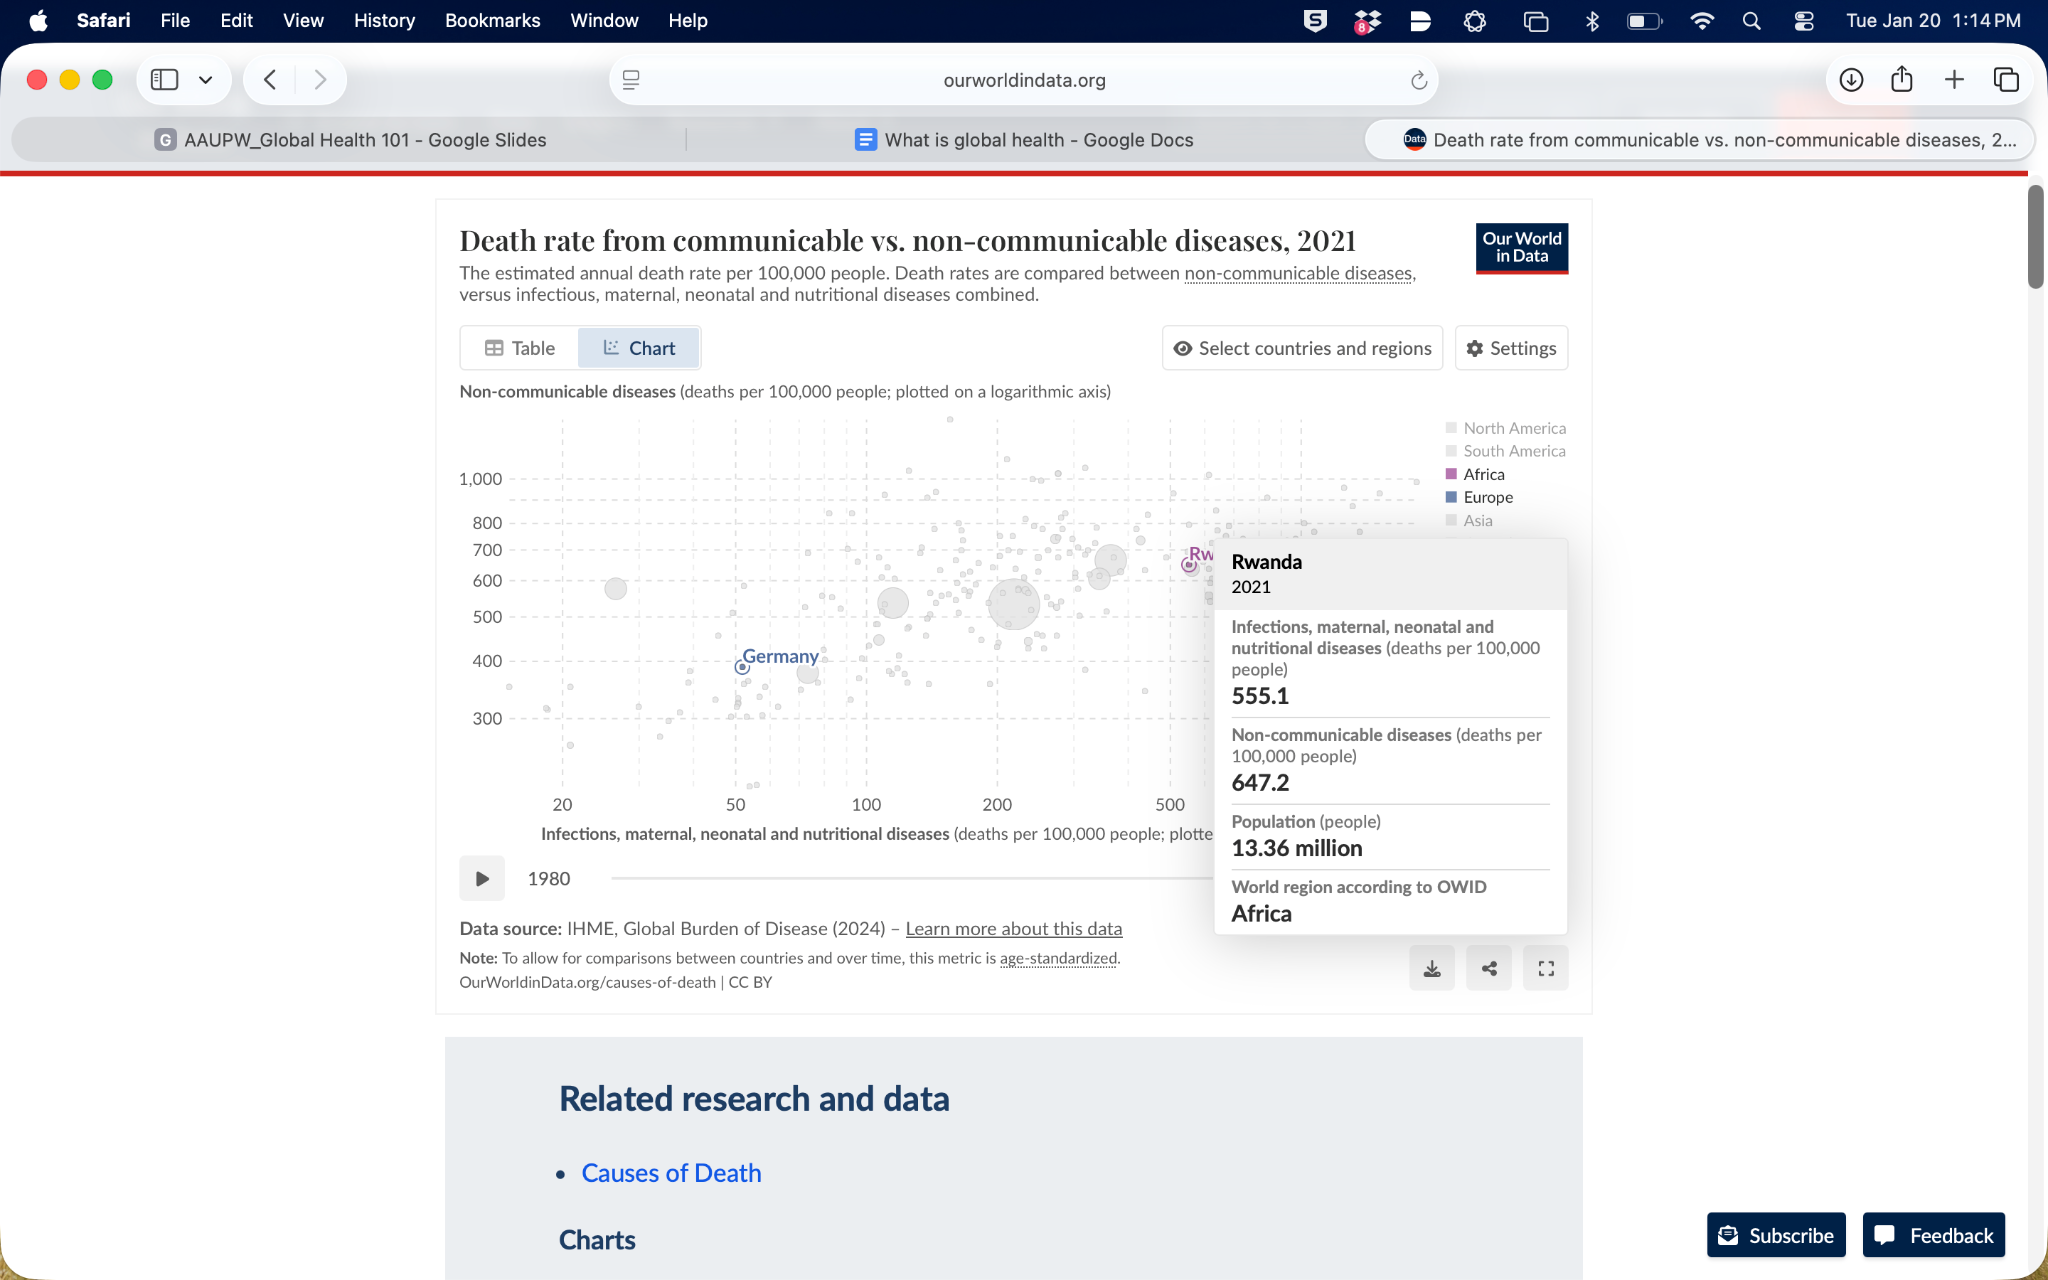 Safari File Edit View History Bookmarks Window Help
S
8
Tue Jan 20 1:14 PM
ourworldindata.org
G AAUPW_Global Health 101 - Google Slides
What is global health - Google Docs
Data Death rate from communicable vs. non-communicable diseases, 2...
Death rate from communicable vs. non-communicable diseases, 2021
The estimated annual death rate per 100,000 people. Death rates are compared between non-communicable diseases,
versus infectious, maternal, neonatal and nutritional diseases combined.
Our World
in Data
Table
Chart
Select countries and regions
Settings
Non-communicable diseases (deaths per 100,000 people; plotted on a logarithmic axis)
North America
South America
Africa
Europe
Asia
1,000
800
700
600
500
400
300
Germany
Rw
20
50
100
200
500
Infections, maternal, neonatal and nutritional diseases (deaths per 100,000 people; plotte
Rwanda
2021
Infections, maternal, neonatal and
nutritional diseases (deaths per 100,000
people)
555.1
Non-communicable diseases (deaths per
100,000 people)
647.2
Population (people)
13.36 million
World region according to OWID
Africa
1980
Data source: IHME, Global Burden of Disease (2024) – Learn more about this data
Note: To allow for comparisons between countries and over time, this metric is age-standardized.
OurWorldinData.org/causes-of-death | CC BY
Related research and data
• Causes of Death
Charts
Subscribe
Feedback